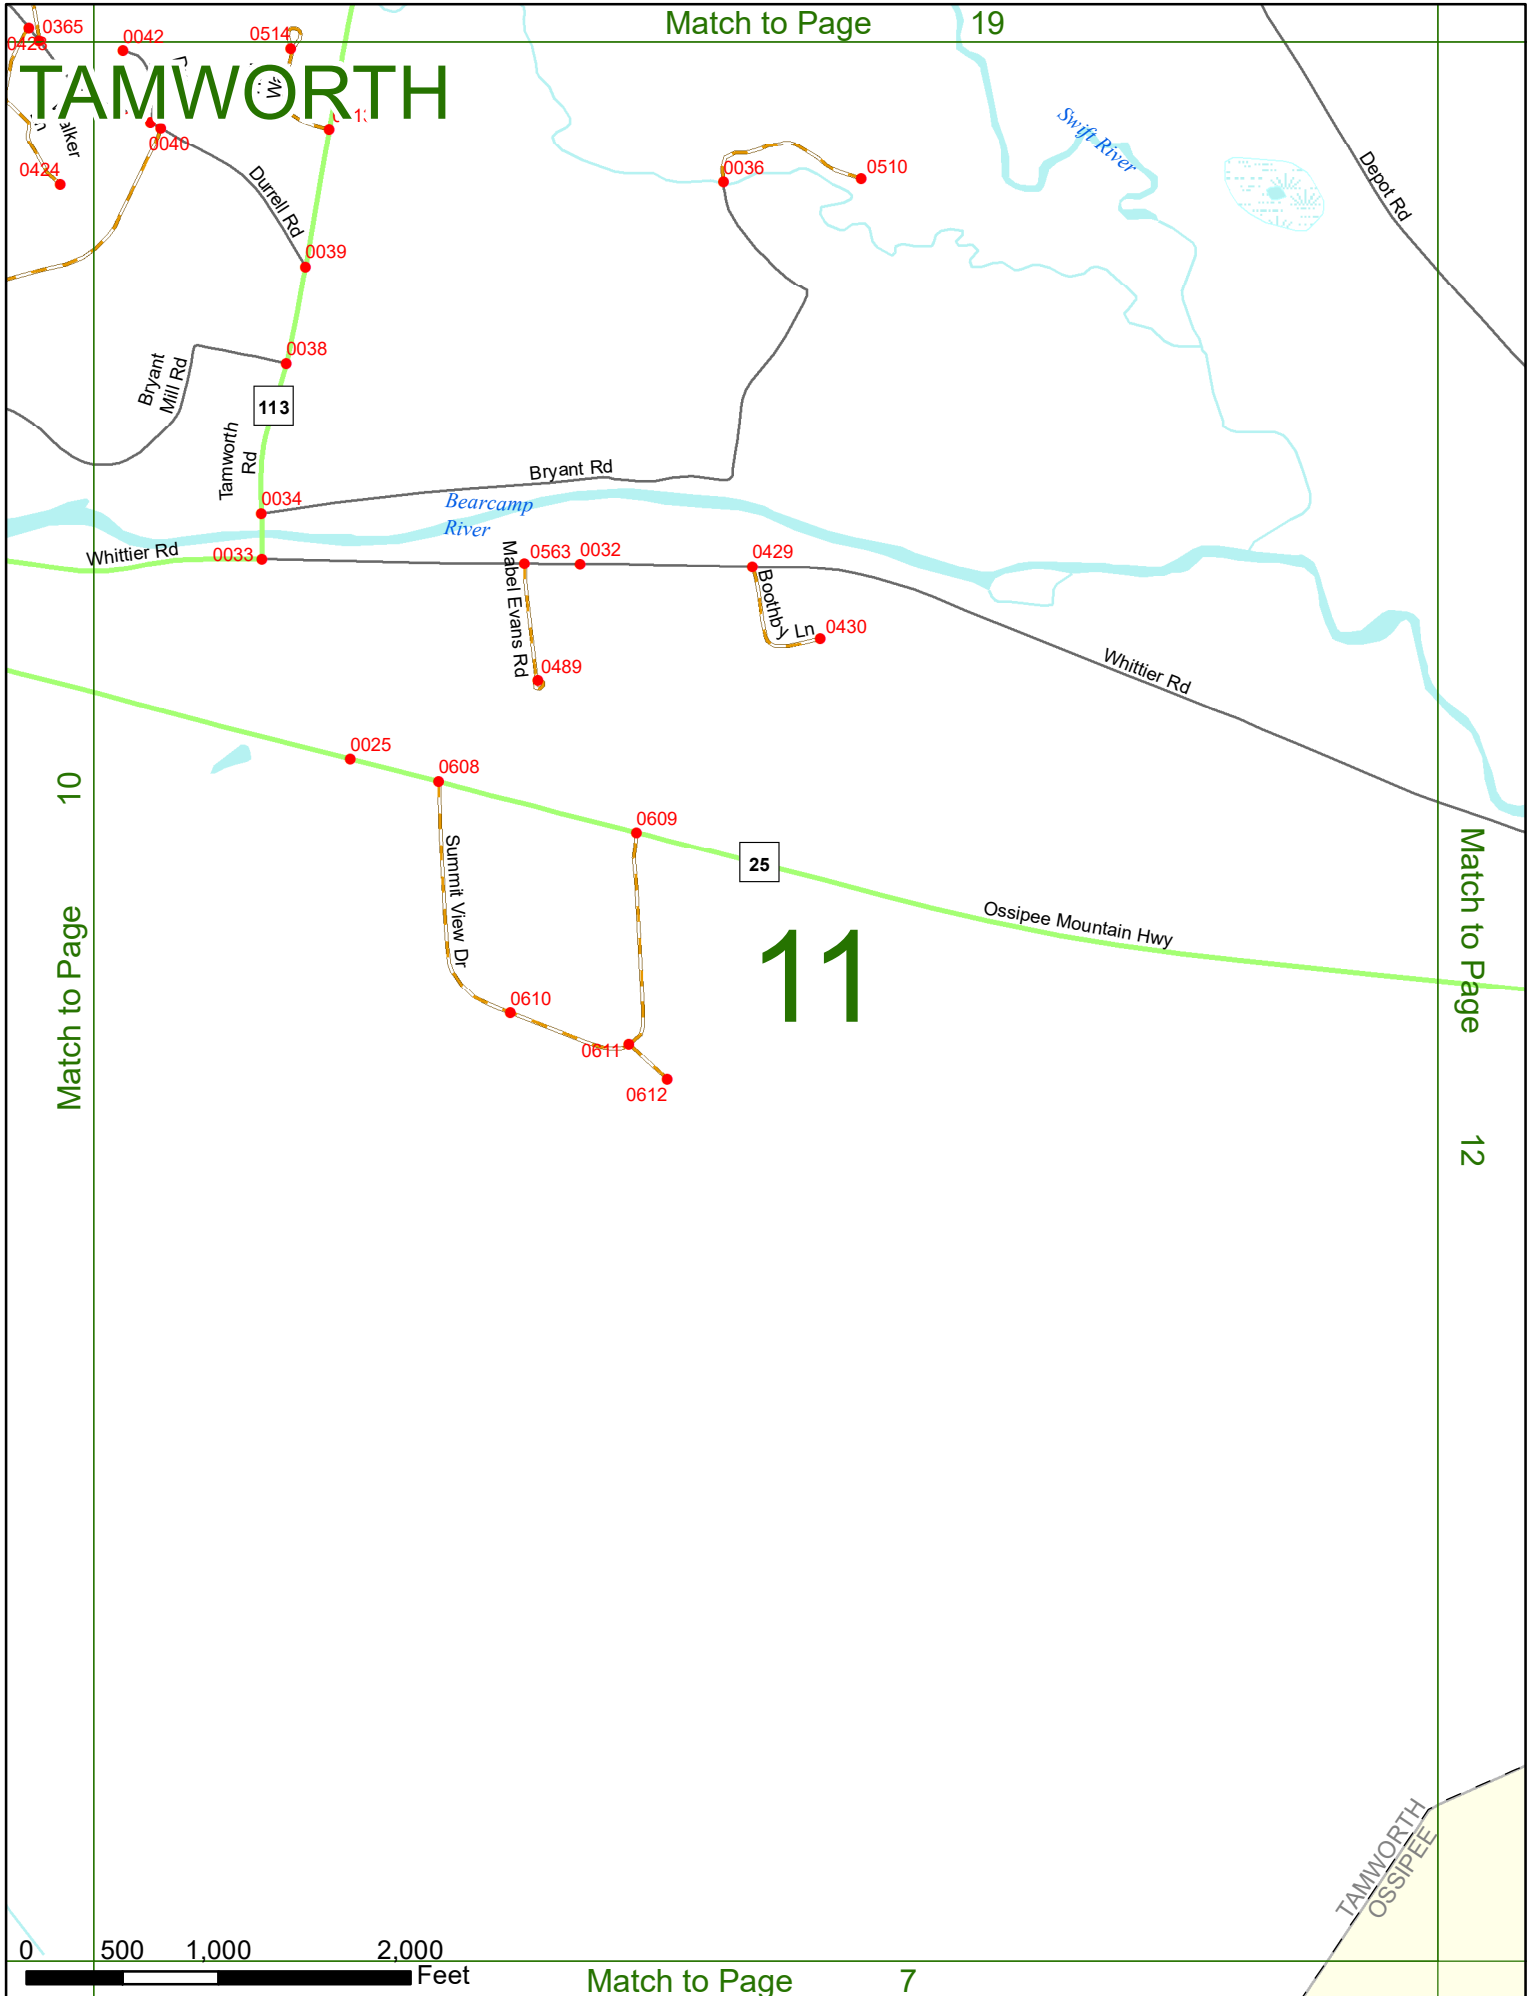 Match to Page 19
0365
0042
0514
TAMWORTH
0040
0424
Durrell Rd
0036
0510
Swift River
Depot Rd
0039
0038
Bryant
Mill Rd
113
Tamworth
Rd
Bryant Rd
0034
Bearcamp
River
Whittier Rd
0033
0563
0032
0429
Mabel Evans Rd
Boothby Ln
0430
0489
Whittier Rd
0025
0608
0609
25
Summit View Dr
Ossipee Mountain Hwy
11
0610
0611
0612
Match to Page 10
Match to Page 12
TAMWORTH
OSSIPEE
0 500 1,000 2,000
Feet
Match to Page 7